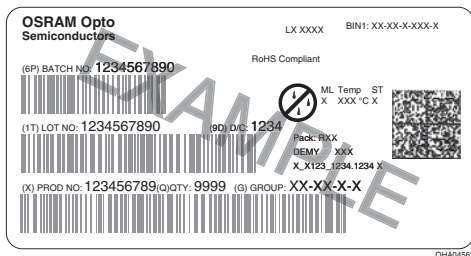 OSRAM Opto
Semiconductors
LX XXXX BIN1: XX-XX-X-XXX-X
RoHS Compliant
(6P) BATCH NO: 1234567890
ML Temp ST
X XXX °C X
(1T) LOT NO: 1234567890 (9D) D/C: 1234
Pack: RXX
DEMY XXX
X_X123_1234.1234 X
(X) PROD NO: 123456789(Q)QTY: 9999 (G) GROUP: XX-XX-X-X
EXAMPLE